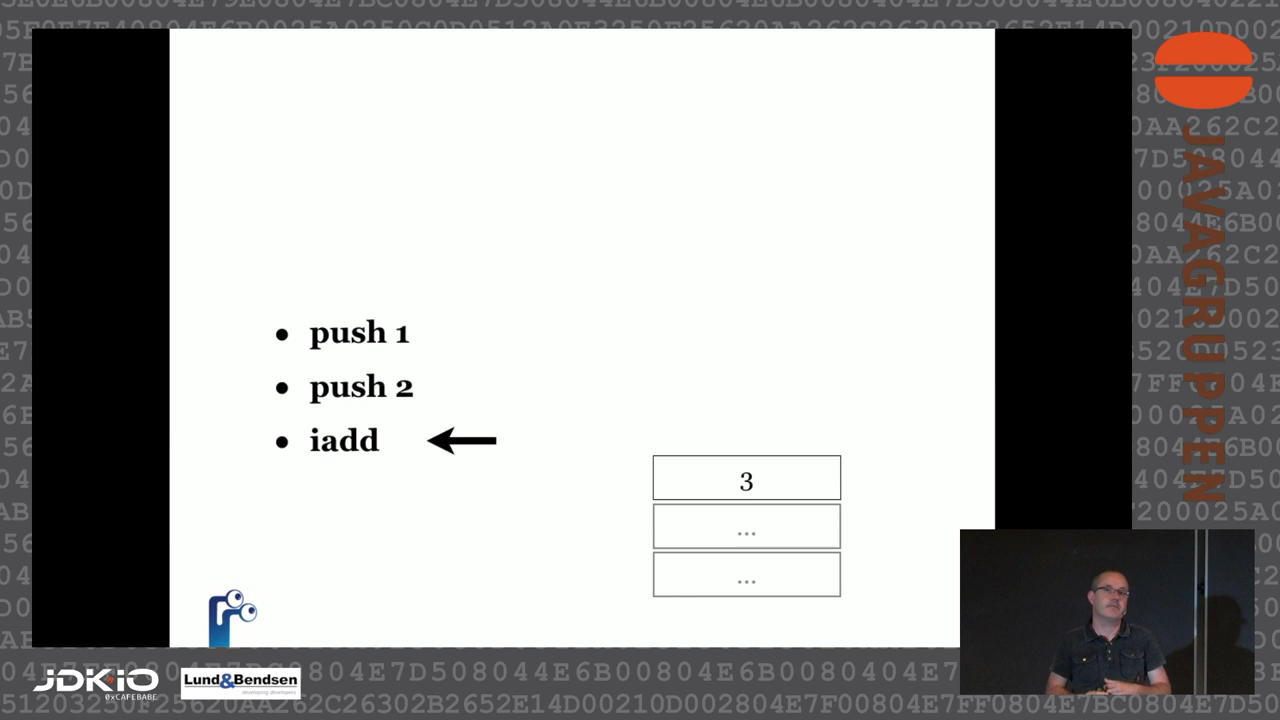 push 1
push 2
iadd
3
...
...
JAVAGRUPPEN
JDKIO
0xCAFEBABE
Lund&Bendsen
developing developers